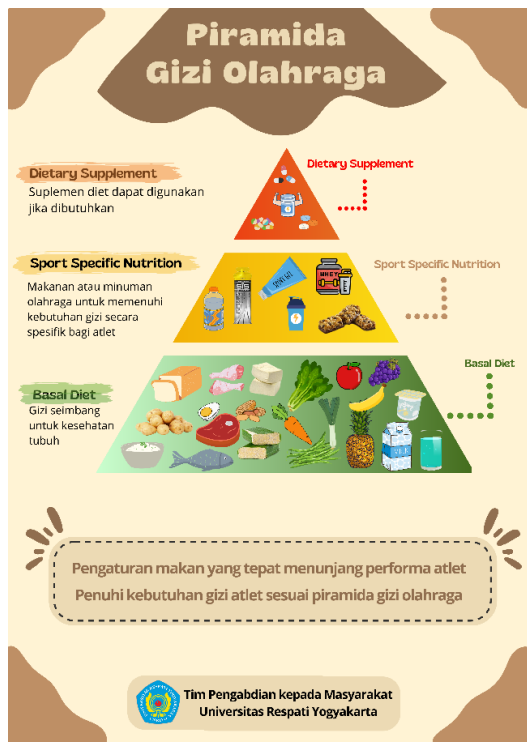 Piramida
Gizi Olahraga
Dietary Supplement
Suplemen diet dapat digunakan
jika dibutuhkan
Dietary Supplement
Sport Specific Nutrition
Makanan atau minuman
olahraga untuk memenuhi
kebutuhan gizi secara
spesifik bagi atlet
Sport Specific Nutrition
WHEY
Basal Diet
Gizi seimbang
untuk kesehatan
tubuh
Basal Diet
MILK
Pengaturan makan yang tepat menunjang performa atlet
Penuhi kebutuhan gizi atlet sesuai piramida gizi olahraga
Tim Pengabdian kepada Masyarakat
Universitas Respati Yogyakarta